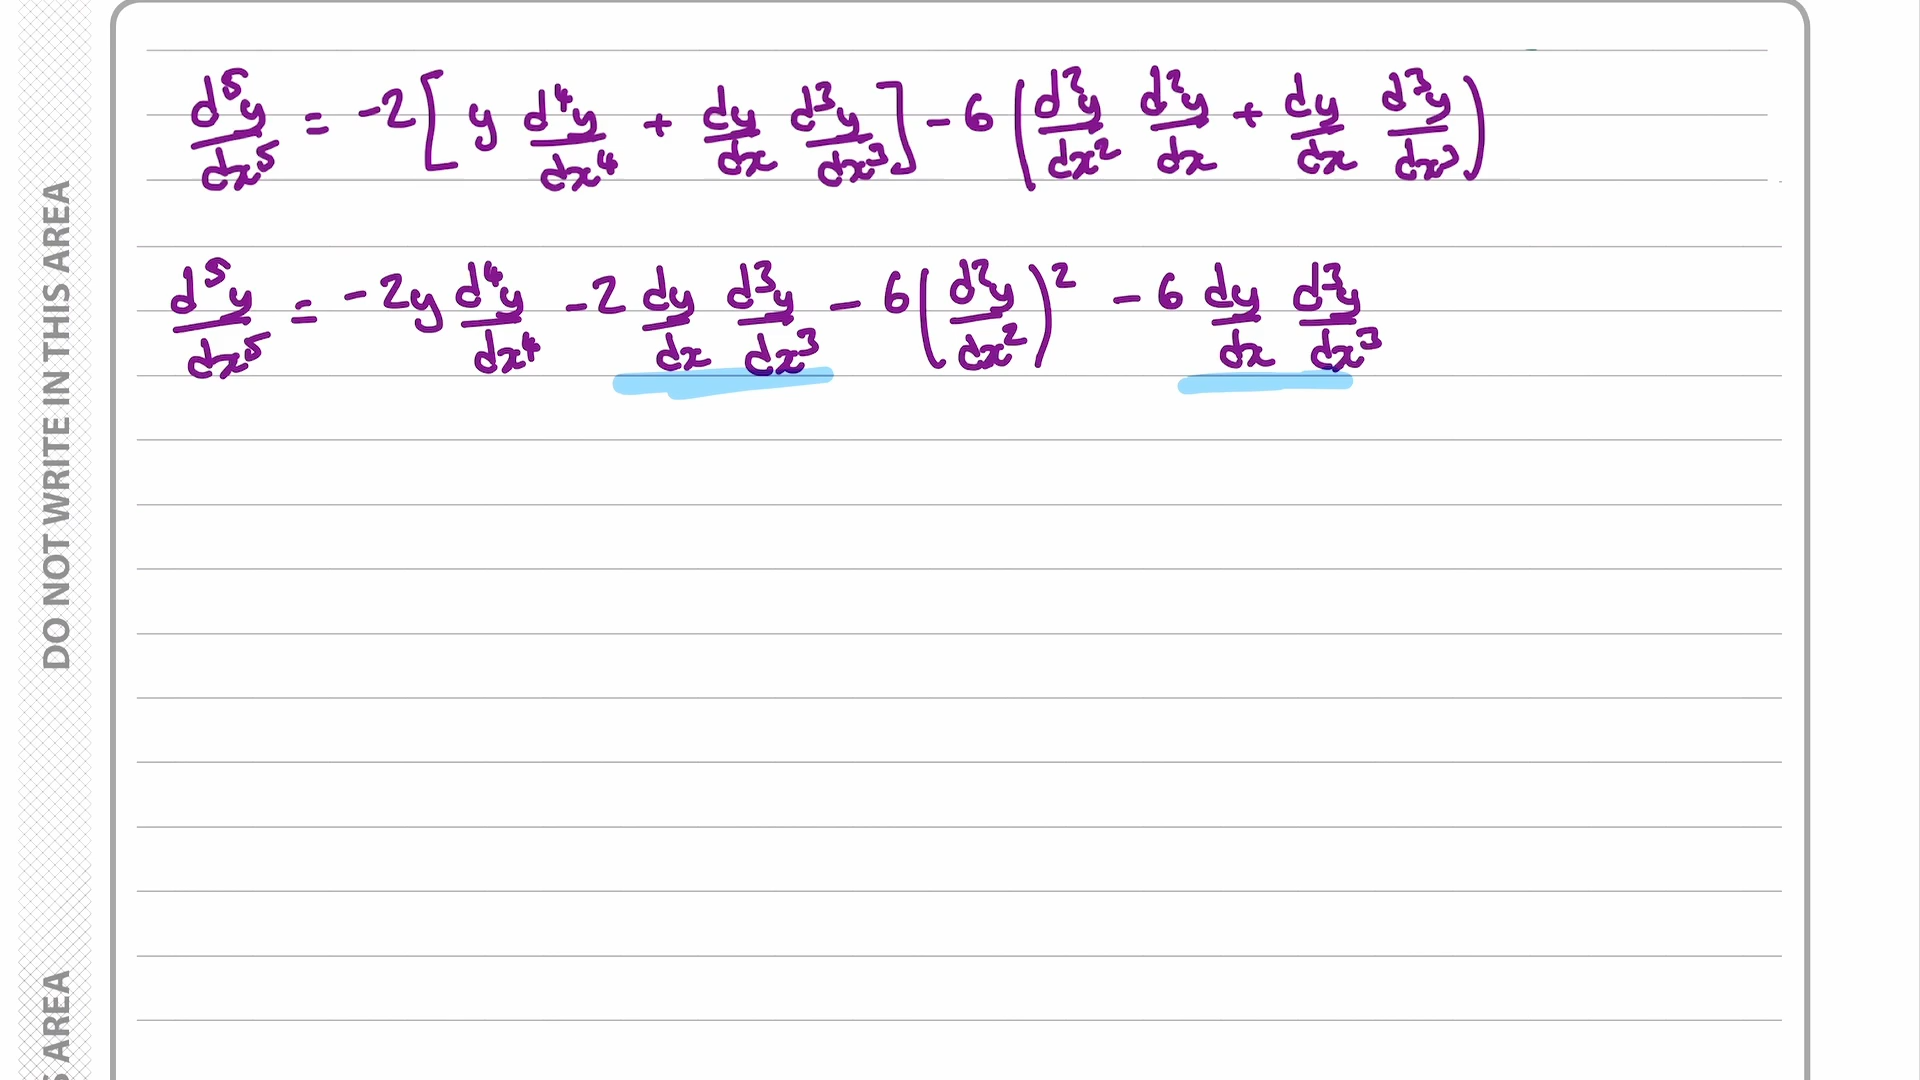 DO NOT WRITE IN THIS AREA
S AREA
d⁵y/dx⁵ = -2[y d⁴y/dx⁴ + dy/dx d³y/dx³] - 6(d²y/dx² d²y/dx + dy/dx d³y/dx³)
d⁵y/dx⁵ = -2y d⁴y/dx⁴ - 2 dy/dx d³y/dx³ - 6(d²y/dx²)² - 6 dy/dx d³y/dx³